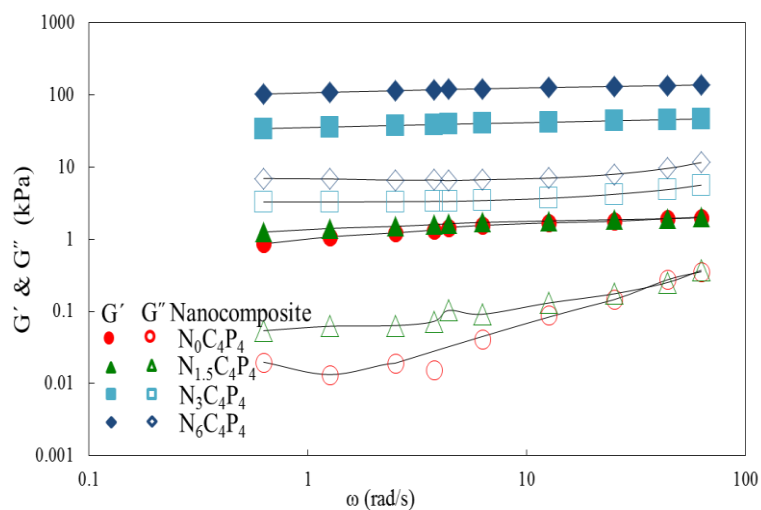 1000
100
10
1
0.1
0.01
0.001
G′ & G″ (kPa)
G′ G″ Nanocomposite
N₀C₄P₄
N₁.₅C₄P₄
N₃C₄P₄
N₆C₄P₄
0.1 1 10 100
ω (rad/s)